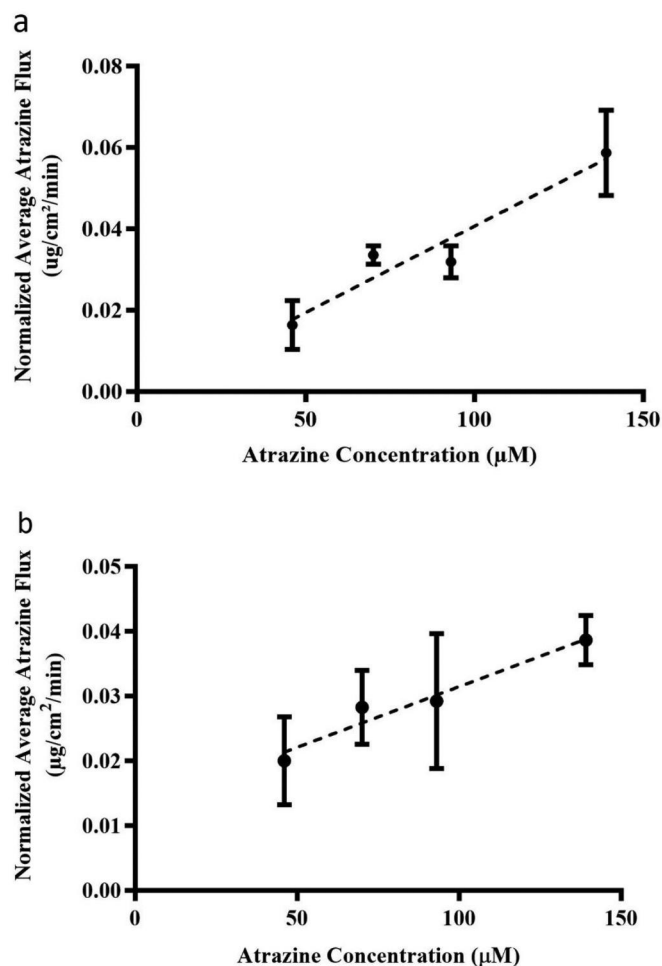 a
0.08
0.06
0.04
0.02
0.00
0
50
100
150
Normalized Average Atrazine Flux
(ug/cm²/min)
Atrazine Concentration (µM)
b
0.05
0.04
0.03
0.02
0.01
0.00
0
50
100
150
Normalized Average Atrazine Flux
(µg/cm²/min)
Atrazine Concentration (µM)